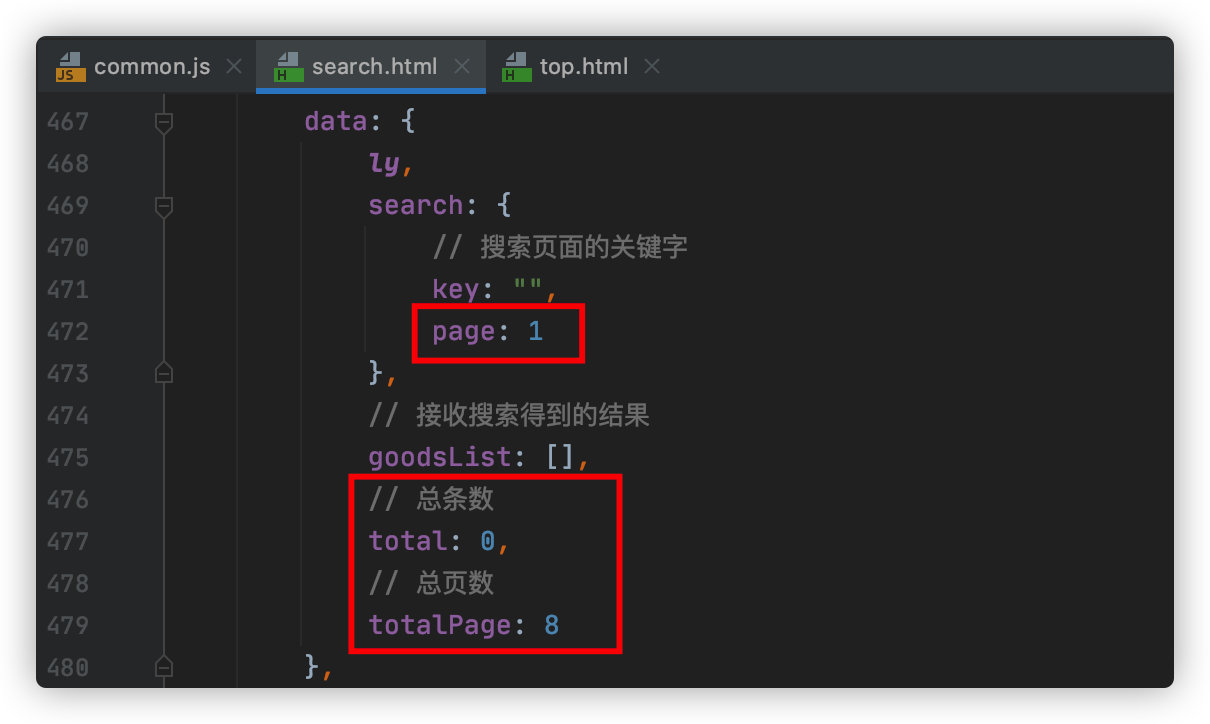 common.js search.html top.html
467 data: {
468 ly,
469 search: {
470 // 搜索页面的关键字
471 key: "",
472 page: 1
473 },
474 // 接收搜索得到的结果
475 goodsList: [],
476 // 总条数
477 total: 0,
478 // 总页数
479 totalPage: 8
480 },